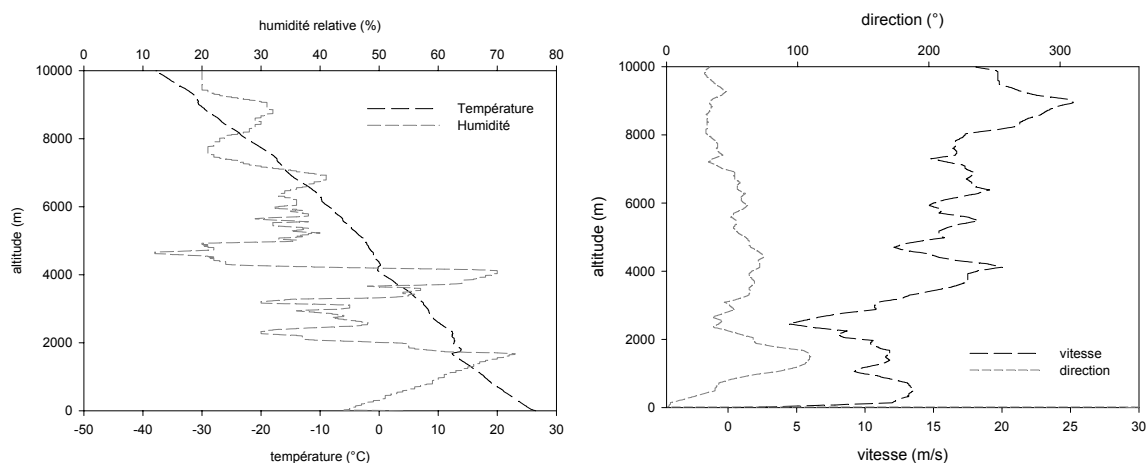 humidité relative (%)
0 10 20 30 40 50 60 70 80
10000
8000
6000
4000
2000
0
altitude (m)
Température
Humidité
-50 -40 -30 -20 -10 0 10 20 30
température (°C)
direction (°)
0 100 200 300
10000
8000
6000
4000
2000
0
altitude (m)
vitesse
direction
0 5 10 15 20 25 30
vitesse (m/s)